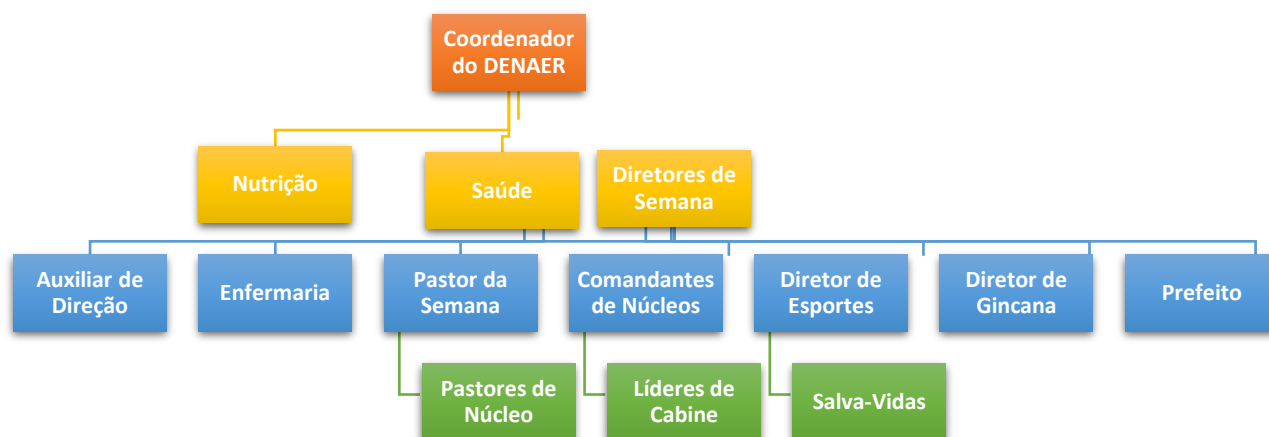 Coordenador
do DENAER
Nutrição
Saúde
Diretores de
Semana
Auxiliar de
Direção
Enfermaria
Pastor da
Semana
Comandantes
de Núcleos
Diretor de
Esportes
Diretor de
Gincana
Prefeito
Pastores de
Núcleo
Líderes de
Cabine
Salva-Vidas